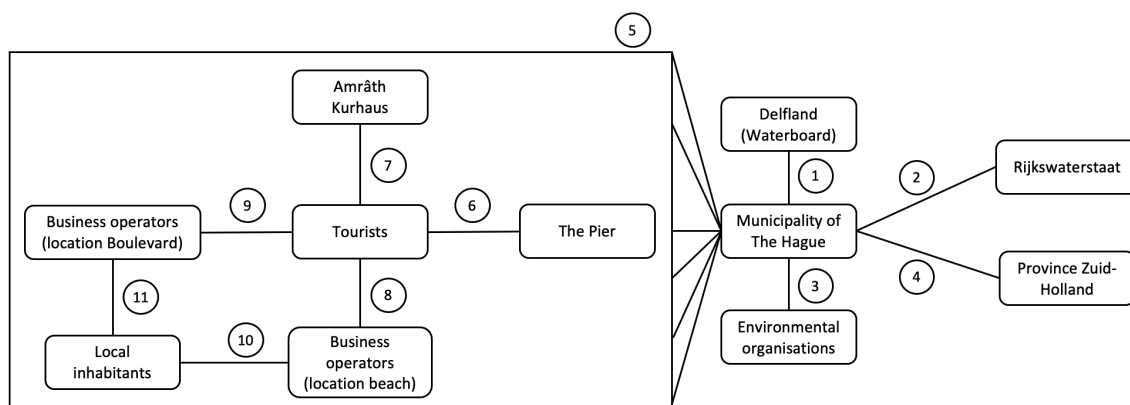 5
Amrâth
Kurhaus
Delfland
(Waterboard)
7
1
2
Rijkswaterstaat
Business operators
(location Boulevard)
9
Tourists
6
The Pier
Municipality of
The Hague
11
8
3
4
Province Zuid-
Holland
Local
inhabitants
10
Business
operators
(location beach)
Environmental
organisations